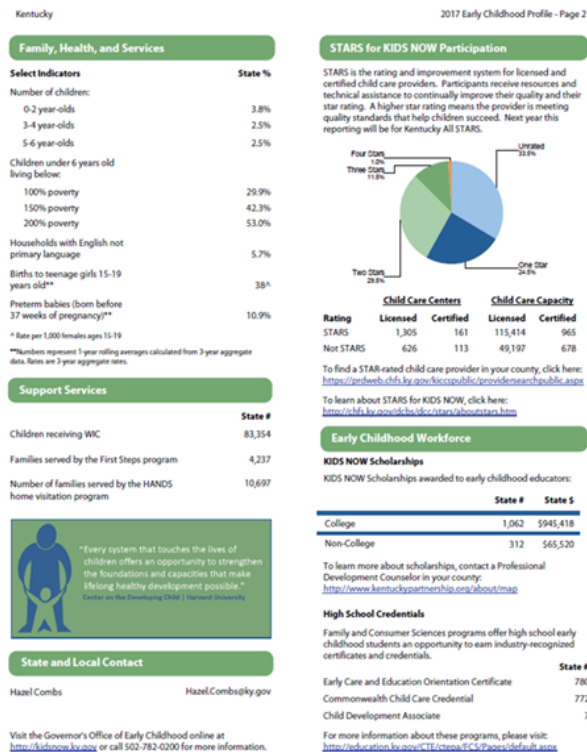 Kentucky
2017 Early Childhood Profile - Page 2
Family, Health, and Services
Select Indicators State %
Number of children:
0-2 year-olds 3.8%
3-4 year-olds 2.5%
5-6 year-olds 2.5%
Children under 6 years old
living below:
100% poverty 29.9%
150% poverty 42.3%
200% poverty 53.0%
Households with English not
primary language 5.7%
Births to teenage girls 15-19
years old** 38^
Preterm babies (born before
37 weeks of pregnancy)** 10.9%
^ Rate per 1,000 females ages 15-19
**Numbers represent 1-year rolling averages calculated from 3-year aggregate
data. Rates are 3-year aggregate rates.
Support Services
State #
Children receiving WIC 83,354
Families served by the First Steps program 4,237
Number of families served by the HANDS
home visitation program 10,697
"Every system that touches the lives of
children offers an opportunity to strengthen
the foundations and capacities that make
lifelong healthy development possible."
Center on the Developing Child | Harvard University
State and Local Contact
Hazel Combs Hazel.Combs@ky.gov
Visit the Governor's Office of Early Childhood online at
http://kidsnow.ky.gov or call 502-782-0200 for more information.
STARS for KIDS NOW Participation
STARS is the rating and improvement system for licensed and
certified child care providers. Participants receive resources and
technical assistance to continually improve their quality and their
star rating. A higher star rating means the provider is meeting
quality standards that help children succeed. Next year this
reporting will be for Kentucky All STARS.
Four Stars
1.0%
Three Stars
11.5%
Unrated
33.5%
Two Stars
29.5%
One Star
24.5%
Child Care Centers Child Care Capacity
Rating Licensed Certified Licensed Certified
STARS 1,305 161 115,414 965
Not STARS 626 113 49,197 678
To find a STAR-rated child care provider in your county, click here:
https://prdweb.chfs.ky.gov/kiccspublic/providersearchpublic.aspx
To learn about STARS for KIDS NOW, click here:
http://chfs.ky.gov/dcbs/dcc/stars/aboutstars.htm
Early Childhood Workforce
KIDS NOW Scholarships
KIDS NOW Scholarships awarded to early childhood educators:
State # State $
College 1,062 $945,418
Non-College 312 $65,520
To learn more about scholarships, contact a Professional
Development Counselor in your county:
http://www.kentuckypartnership.org/about/map
High School Credentials
Family and Consumer Sciences programs offer high school early
childhood students an opportunity to earn industry-recognized
certificates and credentials.
State #
Early Care and Education Orientation Certificate 780
Commonwealth Child Care Credential 772
Child Development Associate 7
For more information about these programs, please visit:
http://education.ky.gov/CTE/ctepa/FCS/Pages/default.aspx